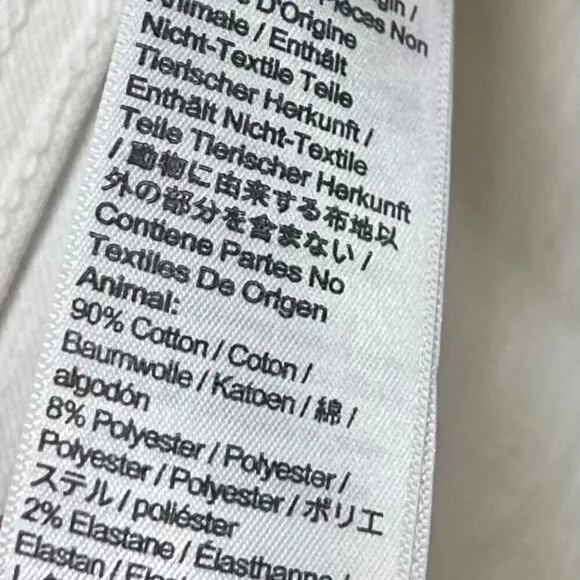 Pièces Non
D'Origine
Animale / Enthält
Nicht-Textile Teile
Tierischer Herkunft /
Enthält Nicht-Textile
Teile Tierischer Herkunft
/ 動物に由来する布地以
外の部分を含まない /
Contiene Partes No
Textiles De Origen
Animal:
90% Cotton / Coton /
Baumwolle / Katoen / 綿 /
algodón
8% Polyester / Polyester /
Polyester / Polyester / ポリエ
ステル / poliéster
2% Elastane / Élasthanne /
Elastan /